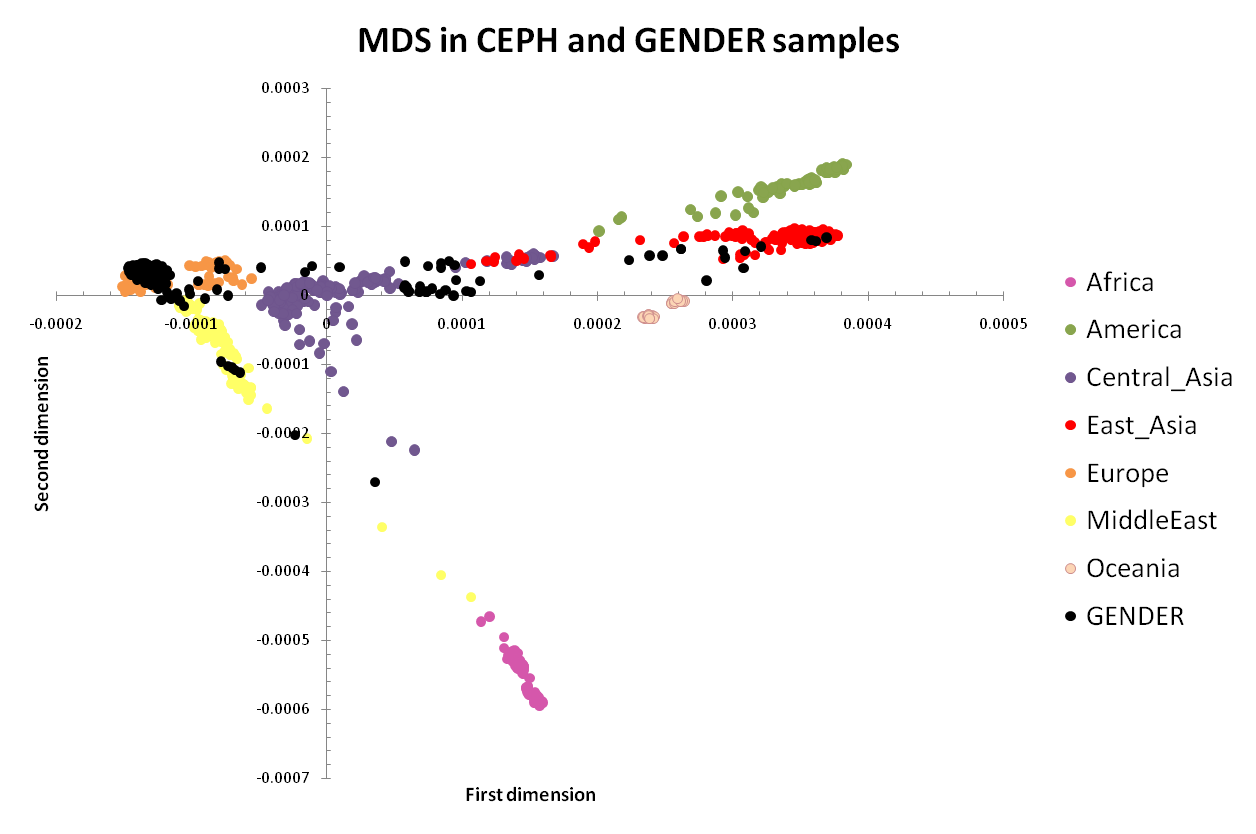 MDS in CEPH and GENDER samples
0.0003
0.0002
0.0001
0
-0.0002 -0.0001 0 0.0001 0.0002 0.0003 0.0004 0.0005
-0.0001
-0.0002
-0.0003
-0.0004
-0.0005
-0.0006
-0.0007
Second dimension
First dimension
Africa
America
Central_Asia
East_Asia
Europe
MiddleEast
Oceania
GENDER